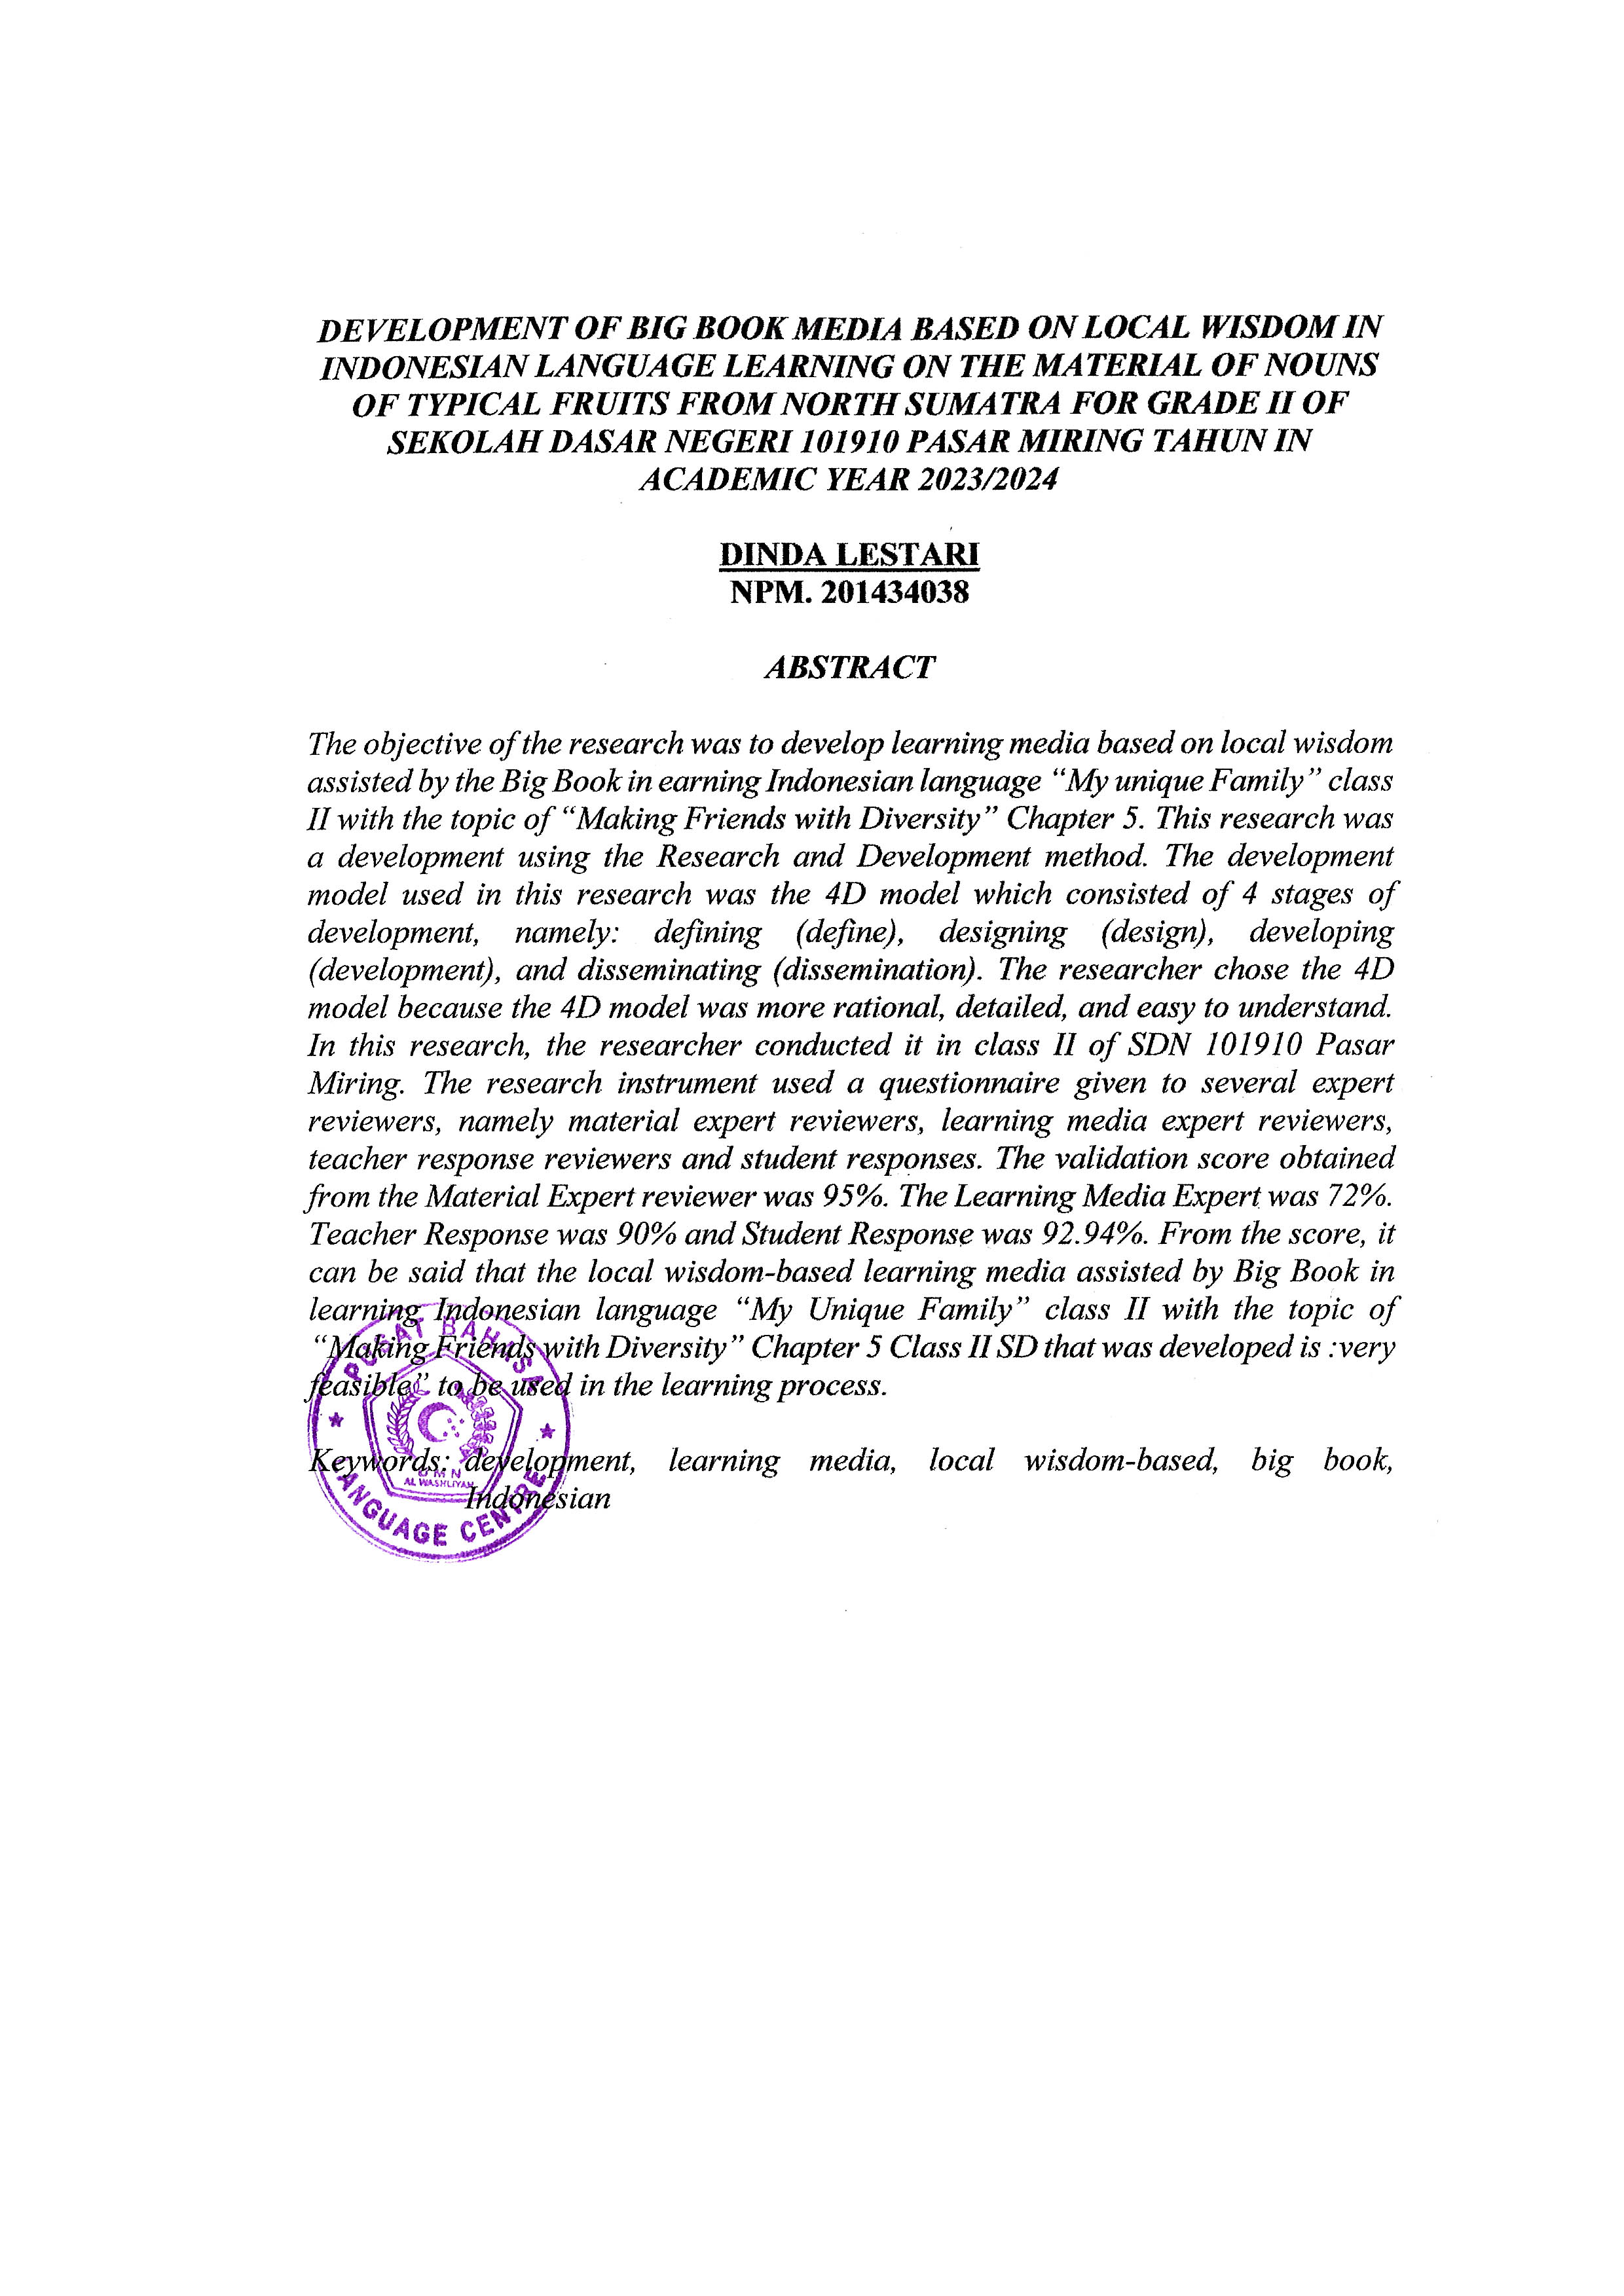 DEVELOPMENT OF BIG BOOK MEDIA BASED ON LOCAL WISDOM IN
INDONESIAN LANGUAGE LEARNING ON THE MATERIAL OF NOUNS
OF TYPICAL FRUITS FROM NORTH SUMATRA FOR GRADE II OF
SEKOLAH DASAR NEGERI 101910 PASAR MIRING TAHUN IN
ACADEMIC YEAR 2023/2024
DINDA LESTARI
NPM. 201434038
ABSTRACT
The objective of the research was to develop learning media based on local wisdom
assisted by the Big Book in earning Indonesian language “My unique Family” class
II with the topic of “Making Friends with Diversity” Chapter 5. This research was
a development using the Research and Development method. The development
model used in this research was the 4D model which consisted of 4 stages of
development, namely: defining (define), designing (design), developing
(development), and disseminating (dissemination). The researcher chose the 4D
model because the 4D model was more rational, detailed, and easy to understand.
In this research, the researcher conducted it in class II of SDN 101910 Pasar
Miring. The research instrument used a questionnaire given to several expert
reviewers, namely material expert reviewers, learning media expert reviewers,
teacher response reviewers and student responses. The validation score obtained
from the Material Expert reviewer was 95%. The Learning Media Expert was 72%.
Teacher Response was 90% and Student Response was 92.94%. From the score, it
can be said that the local wisdom-based learning media assisted by Big Book in
learning Indonesian language “My Unique Family” class II with the topic of
“Making Friends with Diversity” Chapter 5 Class II SD that was developed is :very
feasible” to be used in the learning process.
Keywords: development, learning media, local wisdom-based, big book,
Indonesian
PUSAT BAHASA
UMN
AL WASHLIYAH
LANGUAGE CENTRE